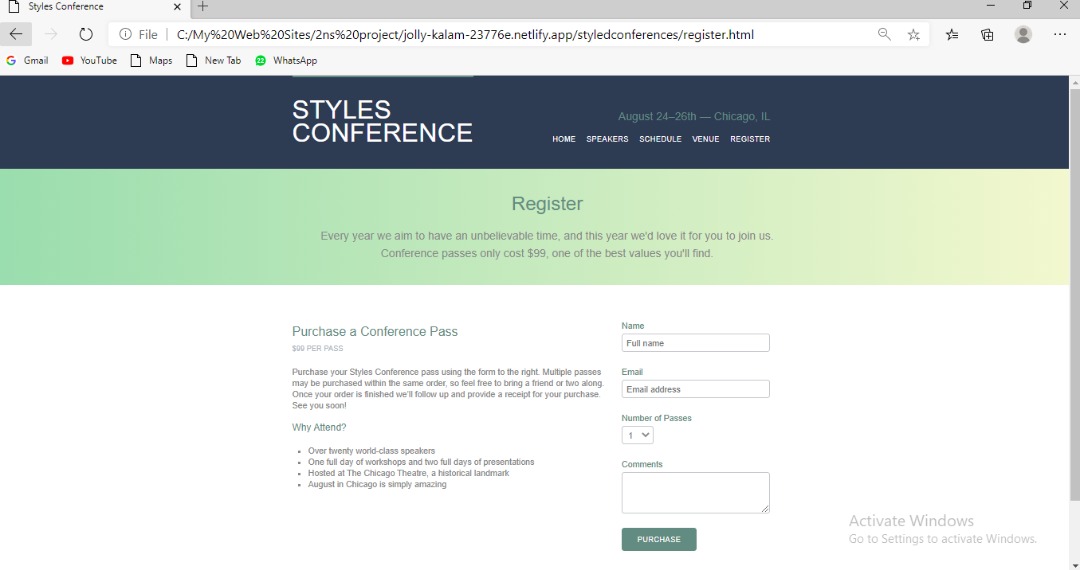 Styles Conference
File
C:/My%20Web%20Sites/2ns%20project/jolly-kalam-23776e.netlify.app/styledconferences/register.html
Gmail YouTube Maps New Tab 22 WhatsApp
STYLES
CONFERENCE
August 24–26th — Chicago, IL
HOME SPEAKERS SCHEDULE VENUE REGISTER
Register
Every year we aim to have an unbelievable time, and this year we'd love it for you to join us.
Conference passes only cost $99, one of the best values you'll find.
Purchase a Conference Pass
$99 PER PASS
Purchase your Styles Conference pass using the form to the right. Multiple passes
may be purchased within the same order, so feel free to bring a friend or two along.
Once your order is finished we'll follow up and provide a receipt for your purchase.
See you soon!
Why Attend?
Over twenty world-class speakers
One full day of workshops and two full days of presentations
Hosted at The Chicago Theatre, a historical landmark
August in Chicago is simply amazing
Name
Full name
Email
Email address
Number of Passes
1
Comments
PURCHASE
Activate Windows
Go to Settings to activate Windows.